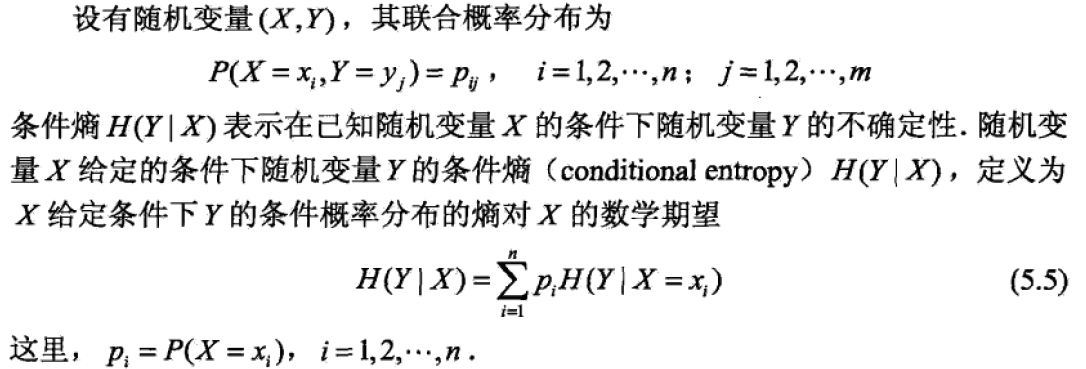 设有随机变量(X,Y)，其联合概率分布为
P(X = x_i, Y = y_j) = p_{ij}， i = 1,2,⋯,n； j = 1,2,⋯,m
条件熵 H(Y | X) 表示在已知随机变量 X 的条件下随机变量 Y 的不确定性. 随机变
量 X 给定的条件下随机变量 Y 的条件熵（conditional entropy）H(Y | X)，定义为
X 给定条件下 Y 的条件概率分布的熵对 X 的数学期望
H(Y | X) = \sum_{i=1}^{n} p_i H(Y | X = x_i) (5.5)
这里， p_i = P(X = x_i)， i = 1,2,⋯,n .